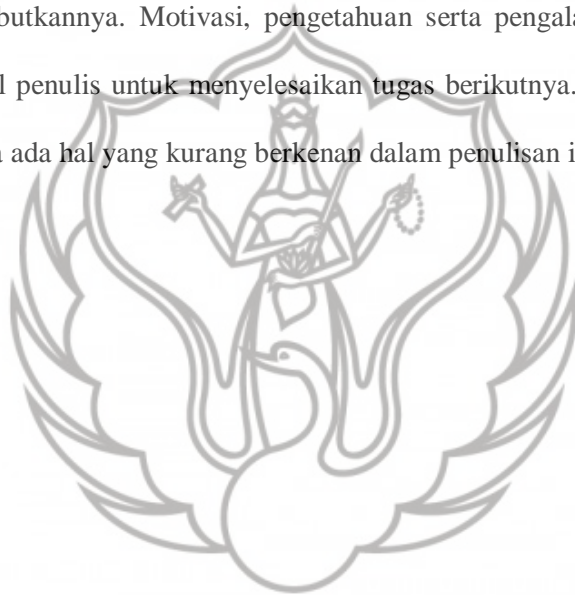 butkannya. Motivasi, pengetahuan serta pengala
l penulis untuk menyelesaikan tugas berikutnya.
ada hal yang kurang berkenan dalam penulisan i